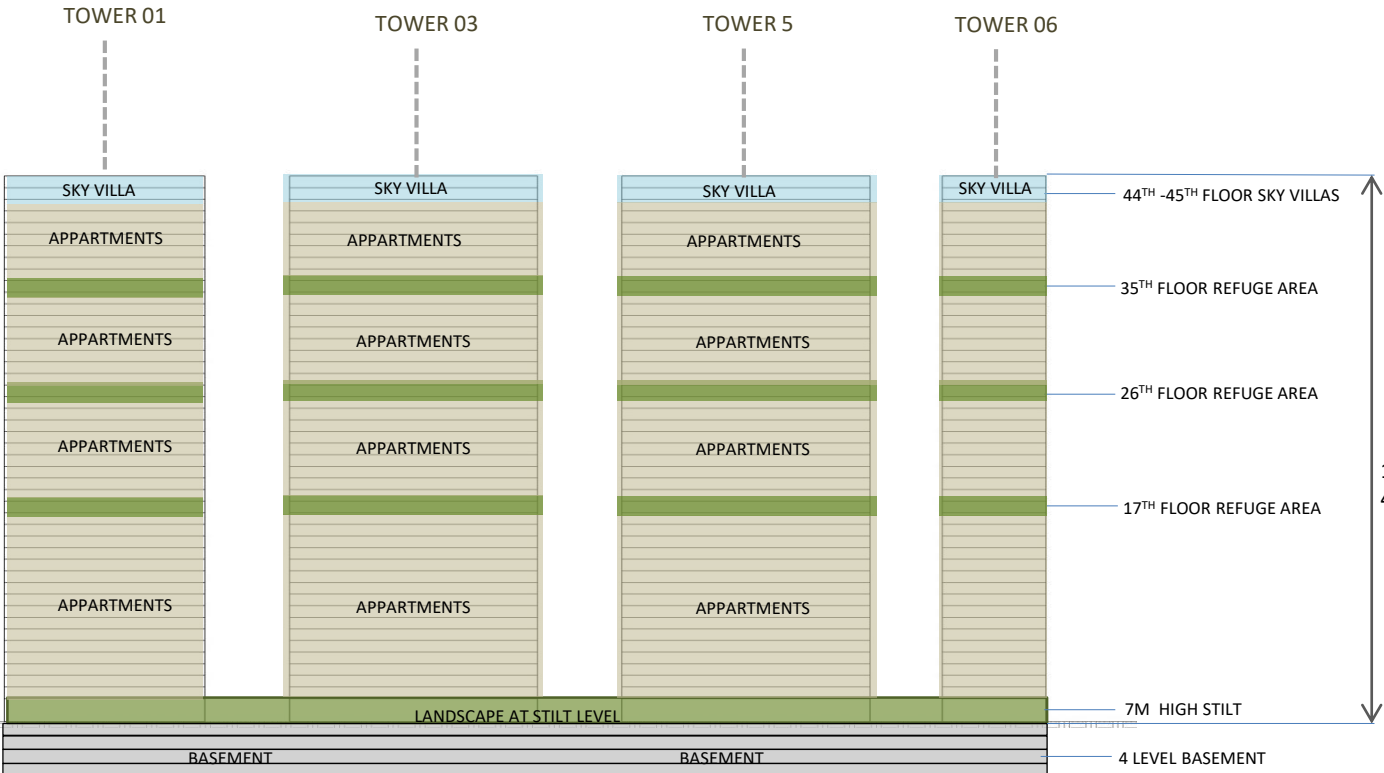 TOWER 01
TOWER 03
TOWER 5
TOWER 06
SKY VILLA
SKY VILLA
SKY VILLA
SKY VILLA
44TH -45TH FLOOR SKY VILLAS
APPARTMENTS
APPARTMENTS
APPARTMENTS
35TH FLOOR REFUGE AREA
APPARTMENTS
APPARTMENTS
APPARTMENTS
26TH FLOOR REFUGE AREA
APPARTMENTS
APPARTMENTS
APPARTMENTS
17TH FLOOR REFUGE AREA
APPARTMENTS
APPARTMENTS
APPARTMENTS
LANDSCAPE AT STILT LEVEL
7M HIGH STILT
BASEMENT
BASEMENT
4 LEVEL BASEMENT